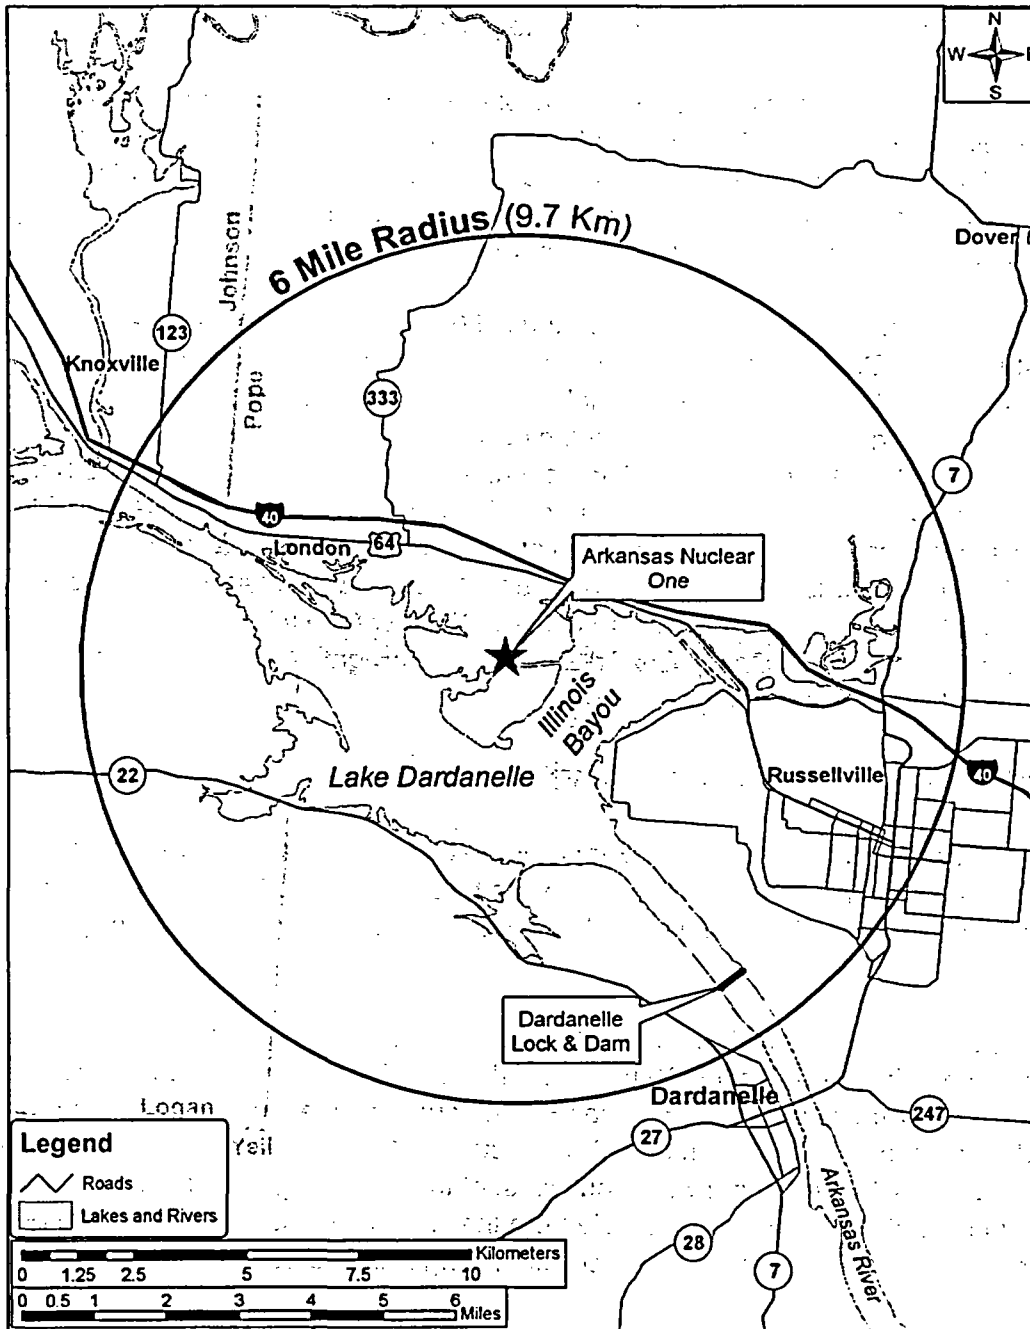 N
W E
S
6 Mile Radius (9.7 Km)
Dover
Johnson
Pope
123
Knoxville
333
7
40
London
64
Arkansas Nuclear
One
Illinois
Bayou
22
Lake Dardanelle
Russellville
40
Dardanelle
Lock & Dam
Dardanelle
Logan
Yell
27
247
28
7
Arkansas River
Legend
Roads
Lakes and Rivers
Kilometers
0 1.25 2.5 5 7.5 10
0 0.5 1 2 3 4 5 6
Miles